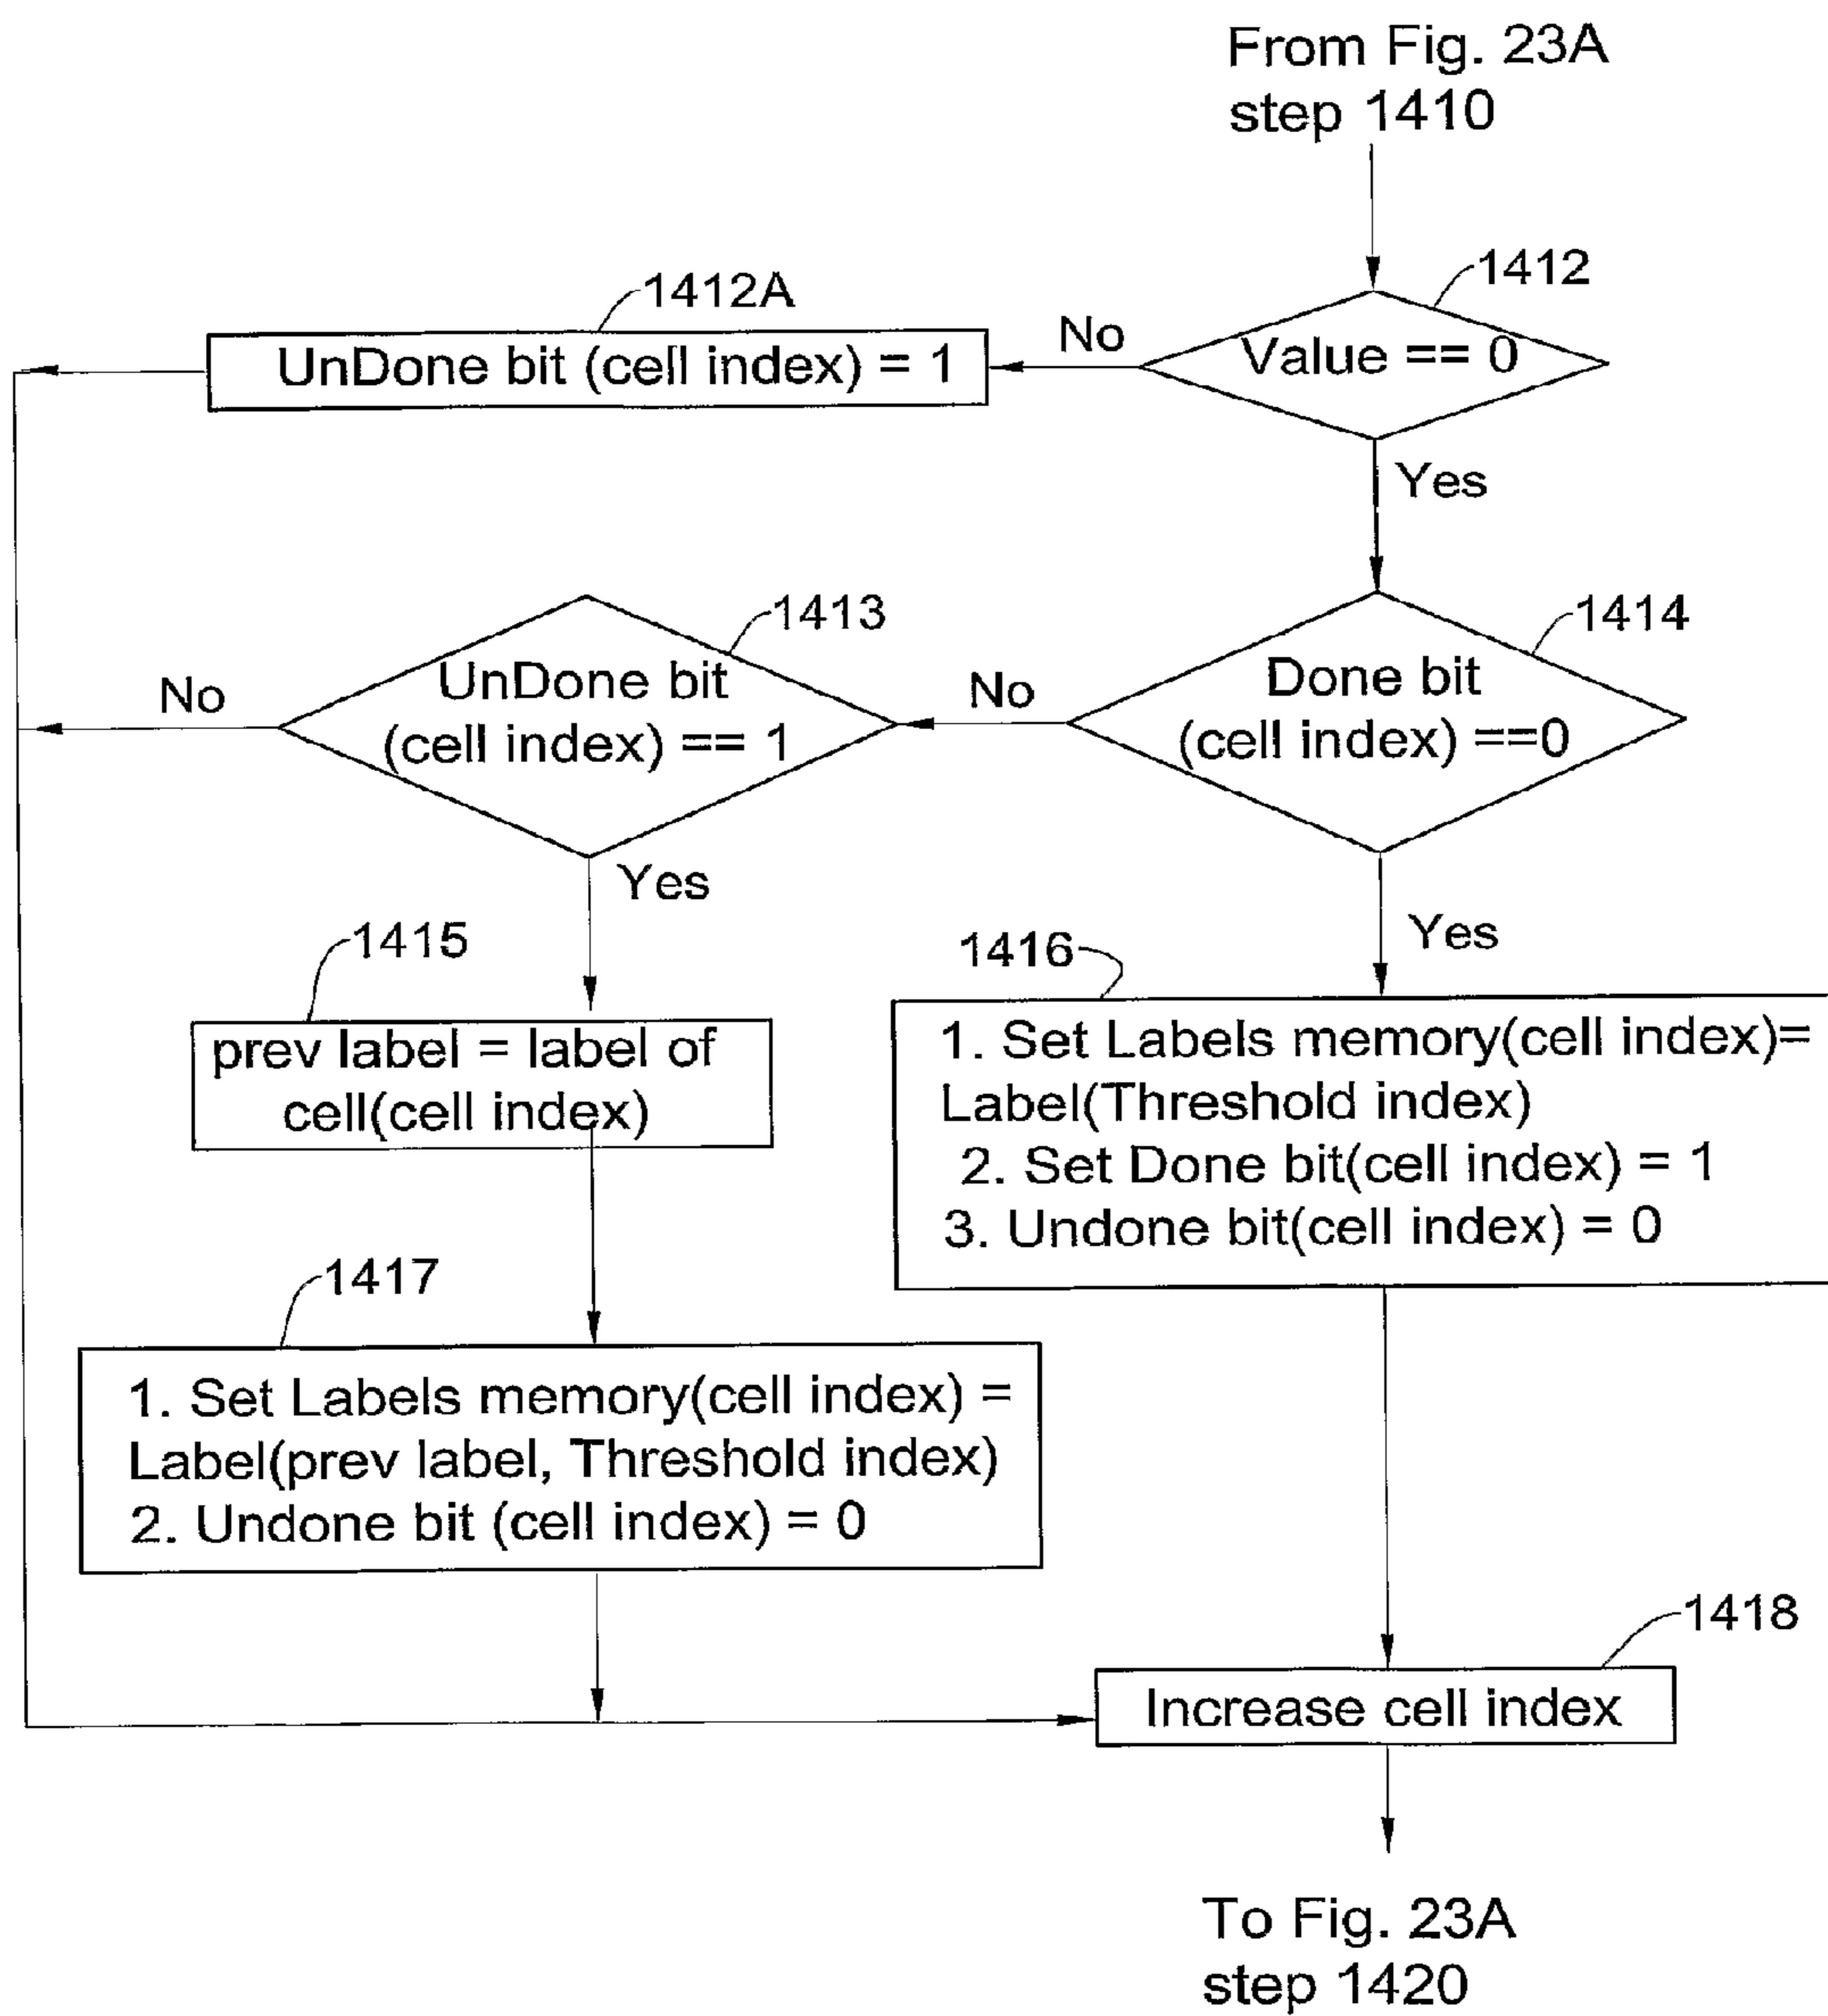 From Fig. 23A
step 1410
1412
1412A
No
Value == 0
UnDone bit (cell index) = 1
Yes
1413
1414
UnDone bit
(cell index) == 1
No
No
Done bit
(cell index) ==0
Yes
Yes
1415
1416
prev label = label of
cell(cell index)
1. Set Labels memory(cell index)=
Label(Threshold index)
2. Set Done bit(cell index) = 1
3. Undone bit(cell index) = 0
1417
1. Set Labels memory(cell index) =
Label(prev label, Threshold index)
2. Undone bit (cell index) = 0
1418
Increase cell index
To Fig. 23A
step 1420